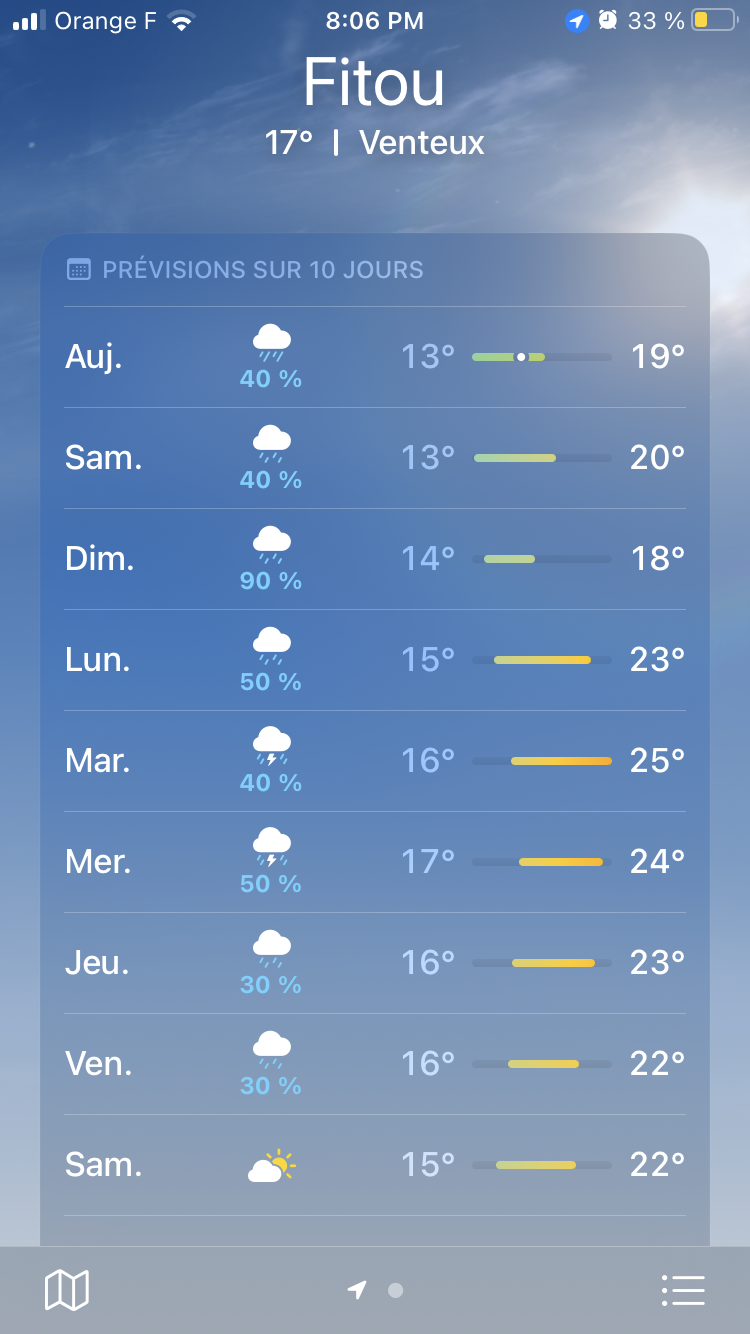 Orange F 8:06 PM 33 %
Fitou
17° | Venteux
PRÉVISIONS SUR 10 JOURS
Auj. 40 % 13° 19°
Sam. 40 % 13° 20°
Dim. 90 % 14° 18°
Lun. 50 % 15° 23°
Mar. 40 % 16° 25°
Mer. 50 % 17° 24°
Jeu. 30 % 16° 23°
Ven. 30 % 16° 22°
Sam. 15° 22°